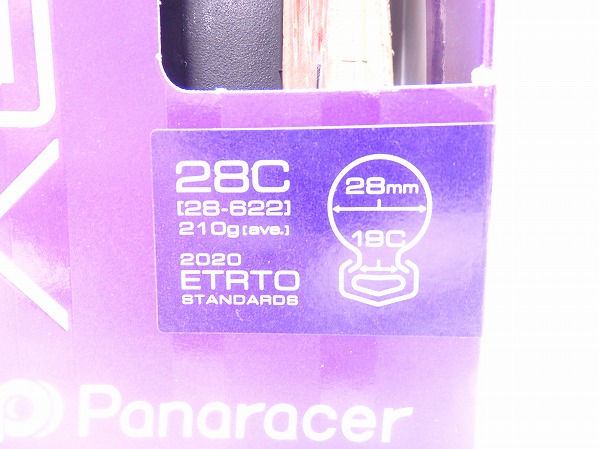 28C
[28-622]
210g[ave.]
2020
ETRTO
STANDARDS
28mm
19C
Panaracer